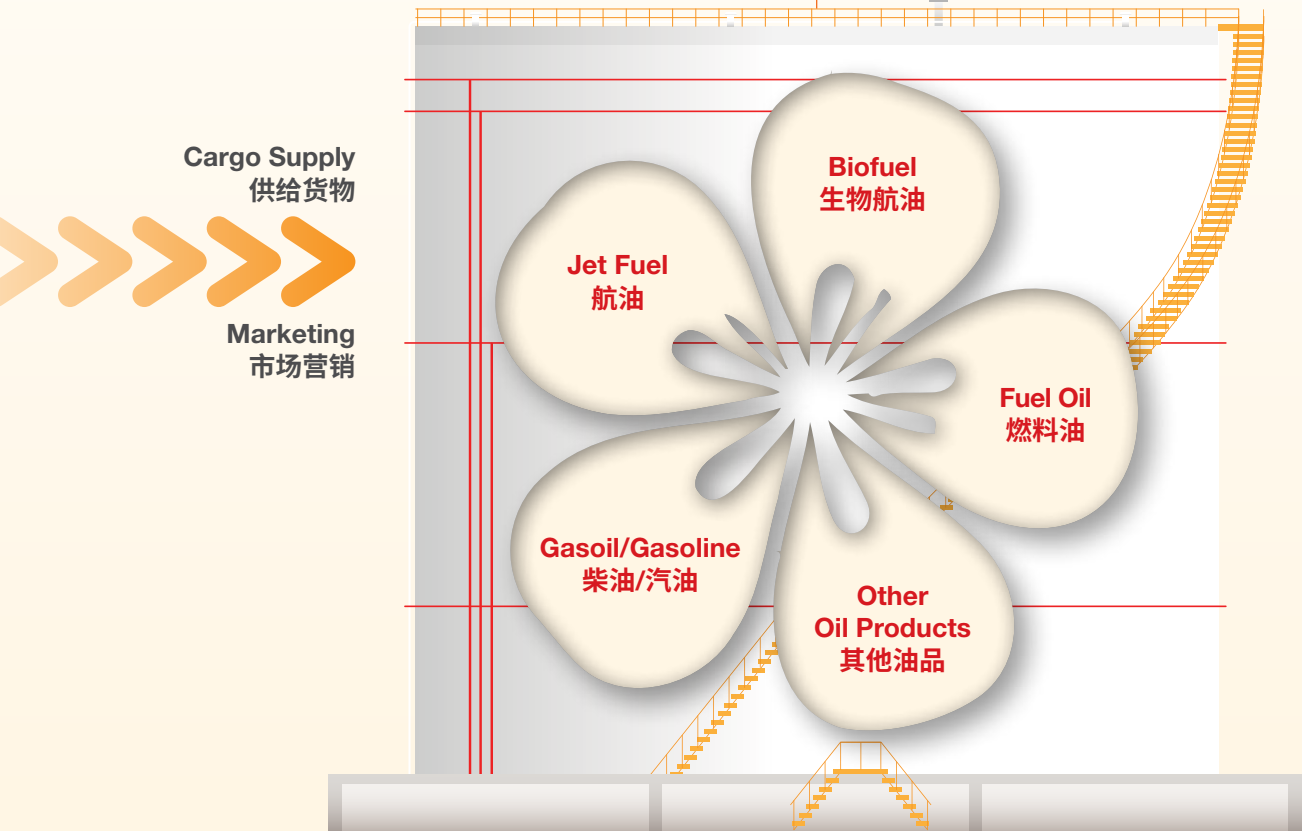 Cargo Supply
供给货物
Marketing
市场营销
Biofuel
生物航油
Jet Fuel
航油
Fuel Oil
燃料油
Gasoil/Gasoline
柴油/汽油
Other
Oil Products
其他油品